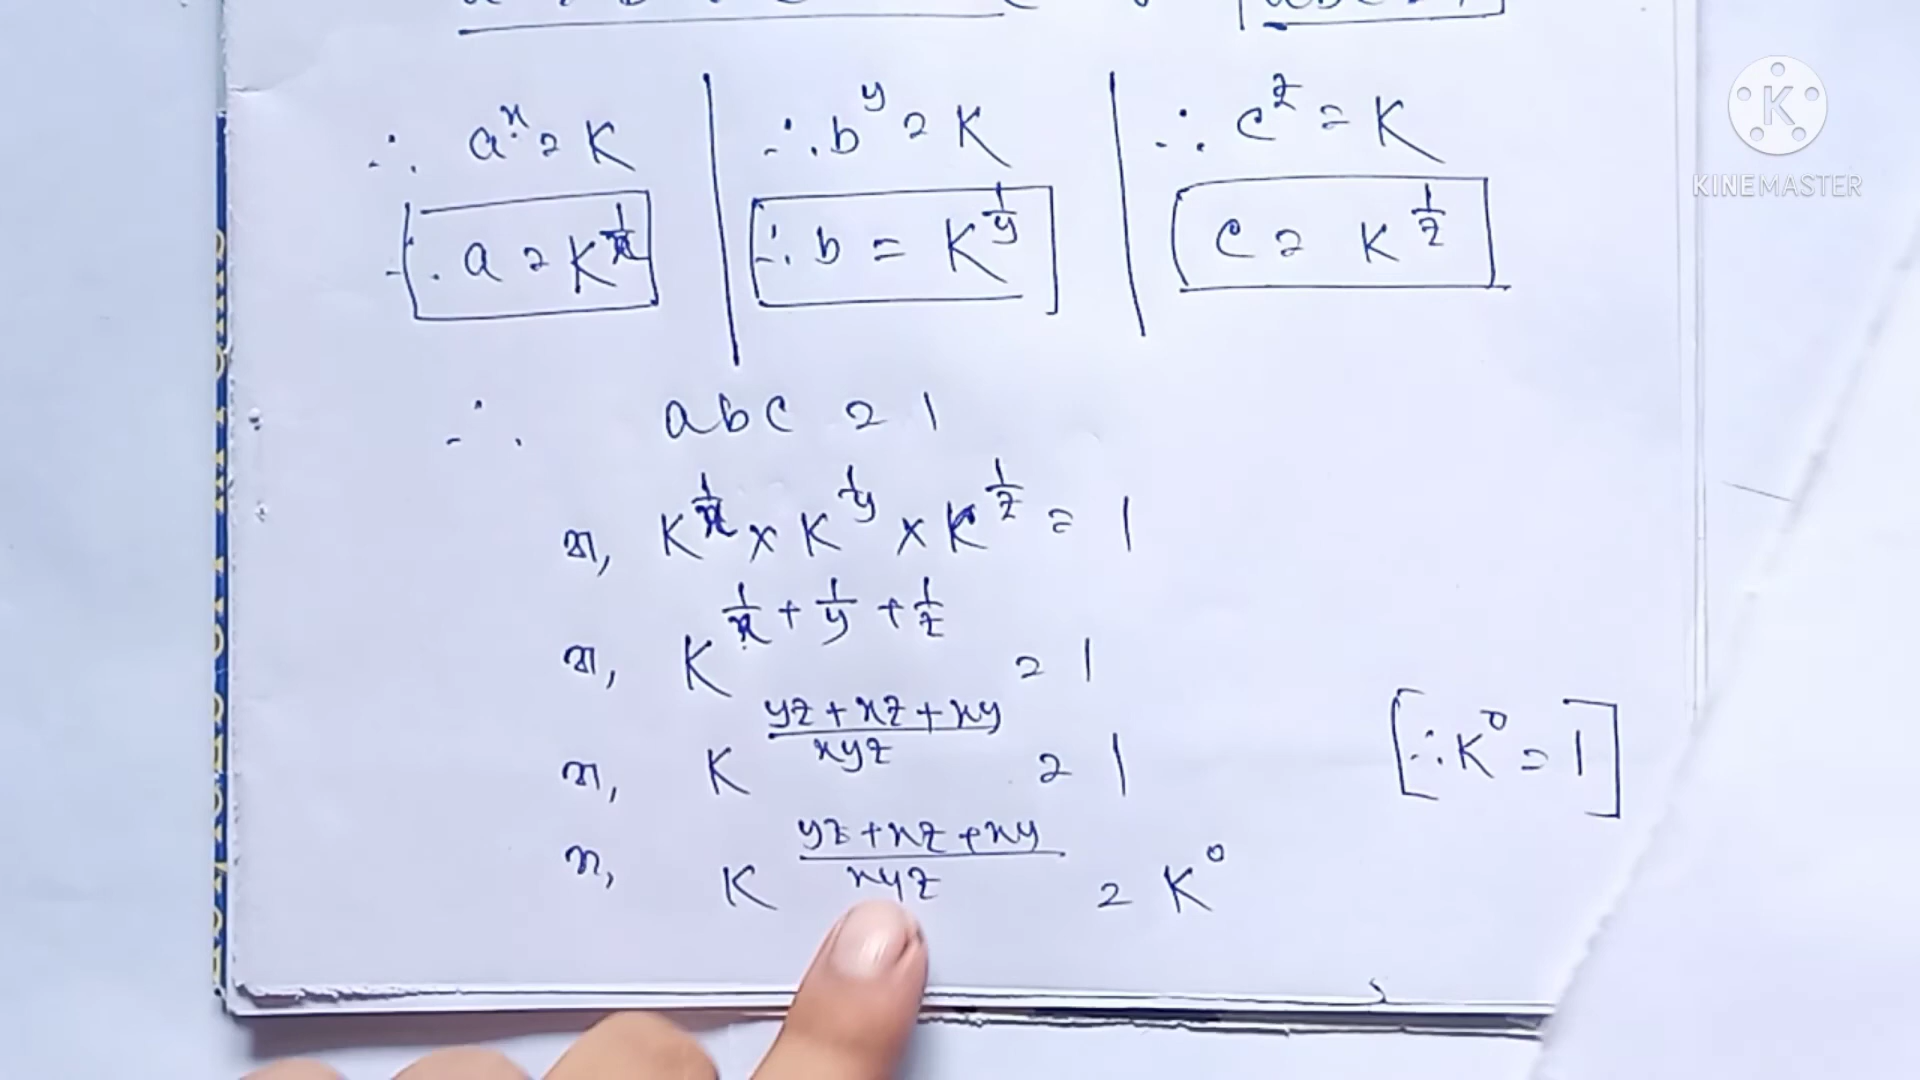 ∴ a^x = K | ∴ b^y = K | ∴ c^z = K
∴ a = K^{1/x} | ∴ b = K^{1/y} | c = K^{1/z}
∴ abc = 1
বা, K^{1/x} × K^{1/y} × K^{1/z} = 1
বা, K^{1/x + 1/y + 1/z} = 1
বা, K^{(yz+xz+xy)/xyz} = 1 [∴ K^0 = 1]
বা, K^{(yz+xz+xy)/xyz} = K^0
KINEMASTER